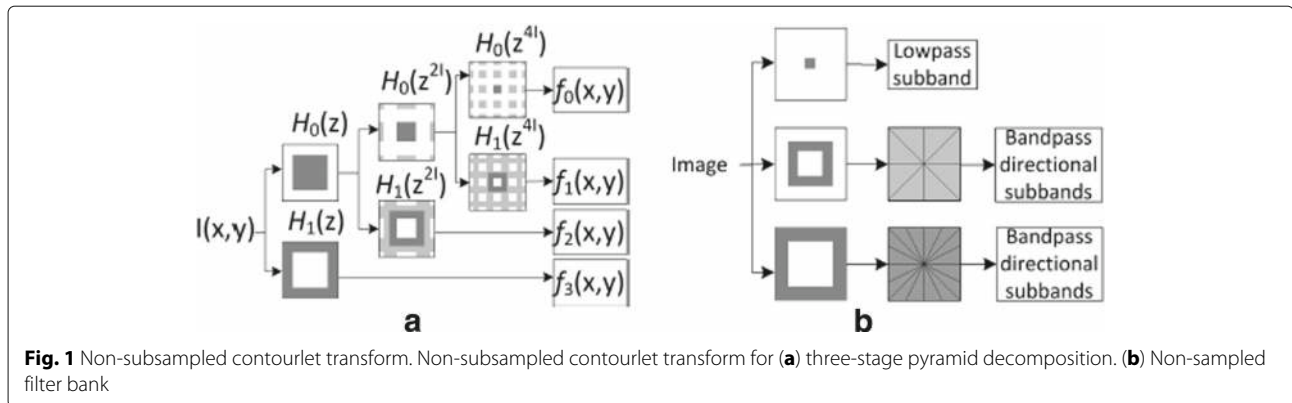 H₀(z⁴ᴵ)
H₀(z²ᴵ)
f₀(x,y)
H₀(z)
H₁(z⁴ᴵ)
H₁(z²ᴵ)
f₁(x,y)
I(x,y)
H₁(z)
f₂(x,y)
f₃(x,y)
a
Lowpass
subband
Image
Bandpass
directional
subbands
Bandpass
directional
subbands
b
Fig. 1 Non-subsampled contourlet transform. Non-subsampled contourlet transform for (a) three-stage pyramid decomposition. (b) Non-sampled
filter bank